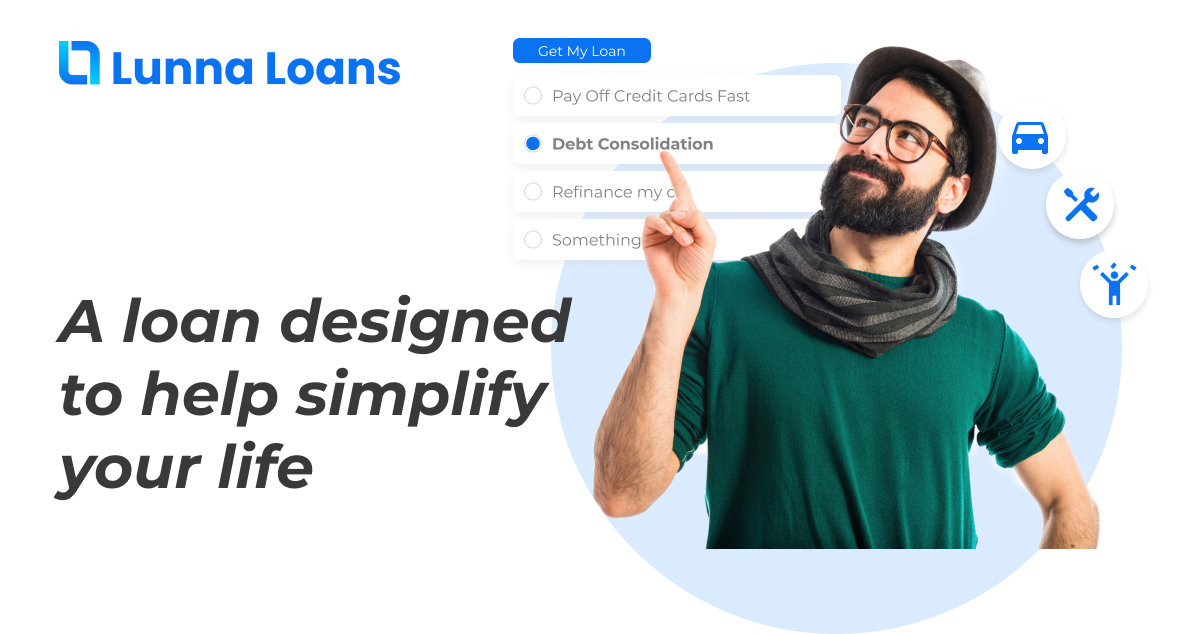 Lunna Loans
Get My Loan
Pay Off Credit Cards Fast
Debt Consolidation
Refinance my
Something
A loan designed
to help simplify
your life